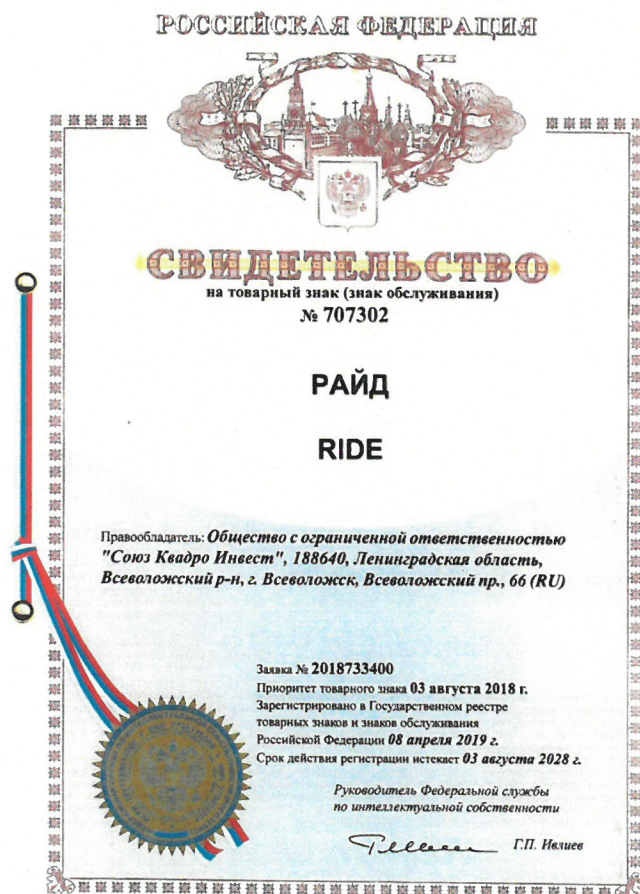 РОССИЙСКАЯ ФЕДЕРАЦИЯ
СВИДЕТЕЛЬСТВО
на товарный знак (знак обслуживания)
№ 707302
РАЙД
RIDE
Правообладатель: Общество с ограниченной ответственностью
"Союз Квадро Инвест", 188640, Ленинградская область,
Всеволожский р-н, г. Всеволожск, Всеволожский пр., 66 (RU)
Заявка № 2018733400
Приоритет товарного знака 03 августа 2018 г.
Зарегистрировано в Государственном реестре
товарных знаков и знаков обслуживания
Российской Федерации 08 апреля 2019 г.
Срок действия регистрации истекает 03 августа 2028 г.
Руководитель Федеральной службы
по интеллектуальной собственности
Г.П. Ивлиев